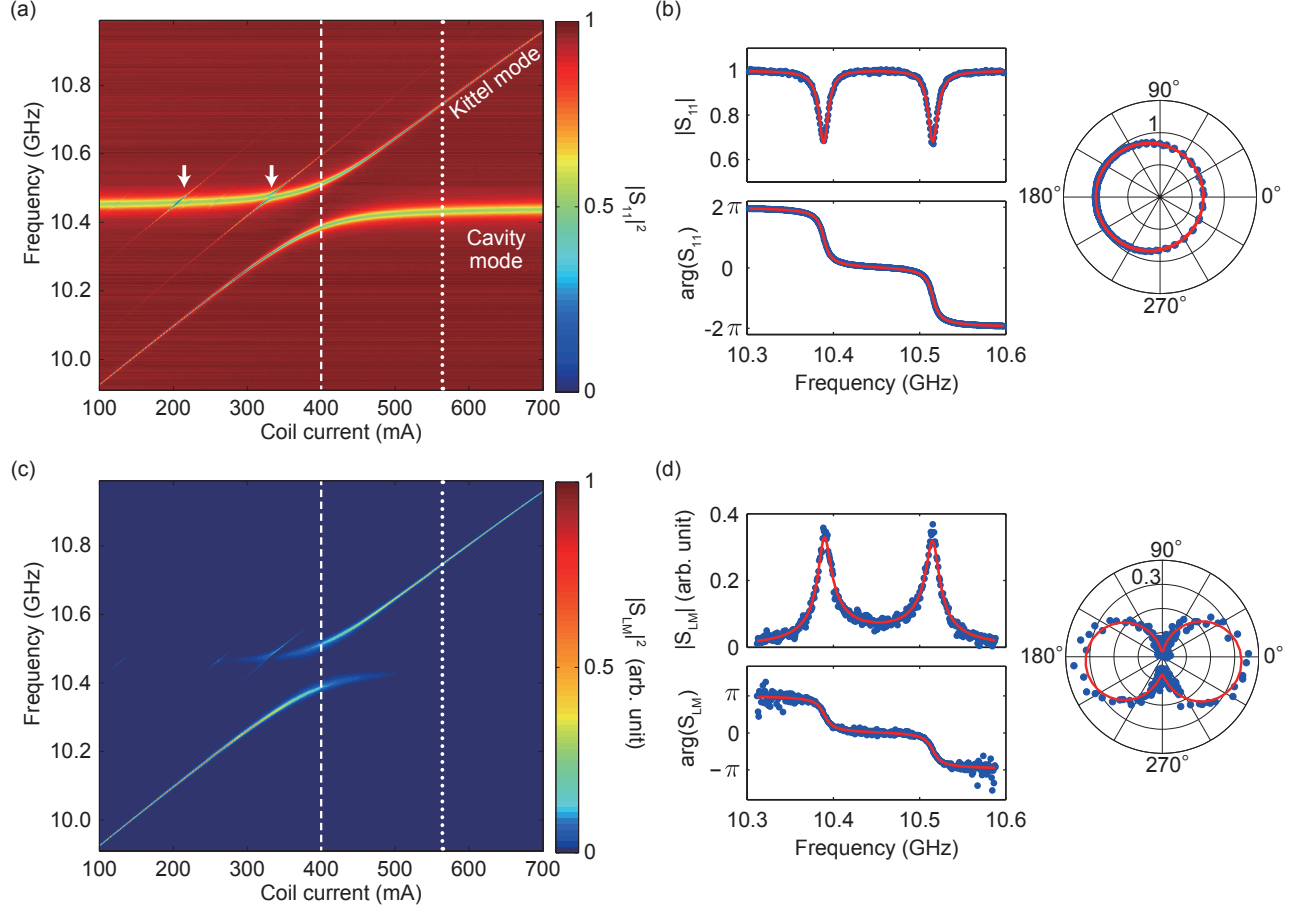 (a)
Frequency (GHz)
10.8
10.6
10.4
10.2
10.0
100 200 300 400 500 600 700
Coil current (mA)
Kittel mode
Cavity
mode
1
0.5
0
|S11|²
(b)
|S11|
1
0.8
0.6
arg(S11)
2π
0
-2π
10.3 10.4 10.5 10.6
Frequency (GHz)
90°
1
180° 0°
270°
(c)
Frequency (GHz)
10.8
10.6
10.4
10.2
10.0
100 200 300 400 500 600 700
Coil current (mA)
1
0.5
0
|SLM|² (arb. unit)
(d)
|SLM| (arb. unit)
0.4
0.2
0
arg(SLM)
π
0
−π
10.3 10.4 10.5 10.6
Frequency (GHz)
90°
0.3
180° 0°
270°